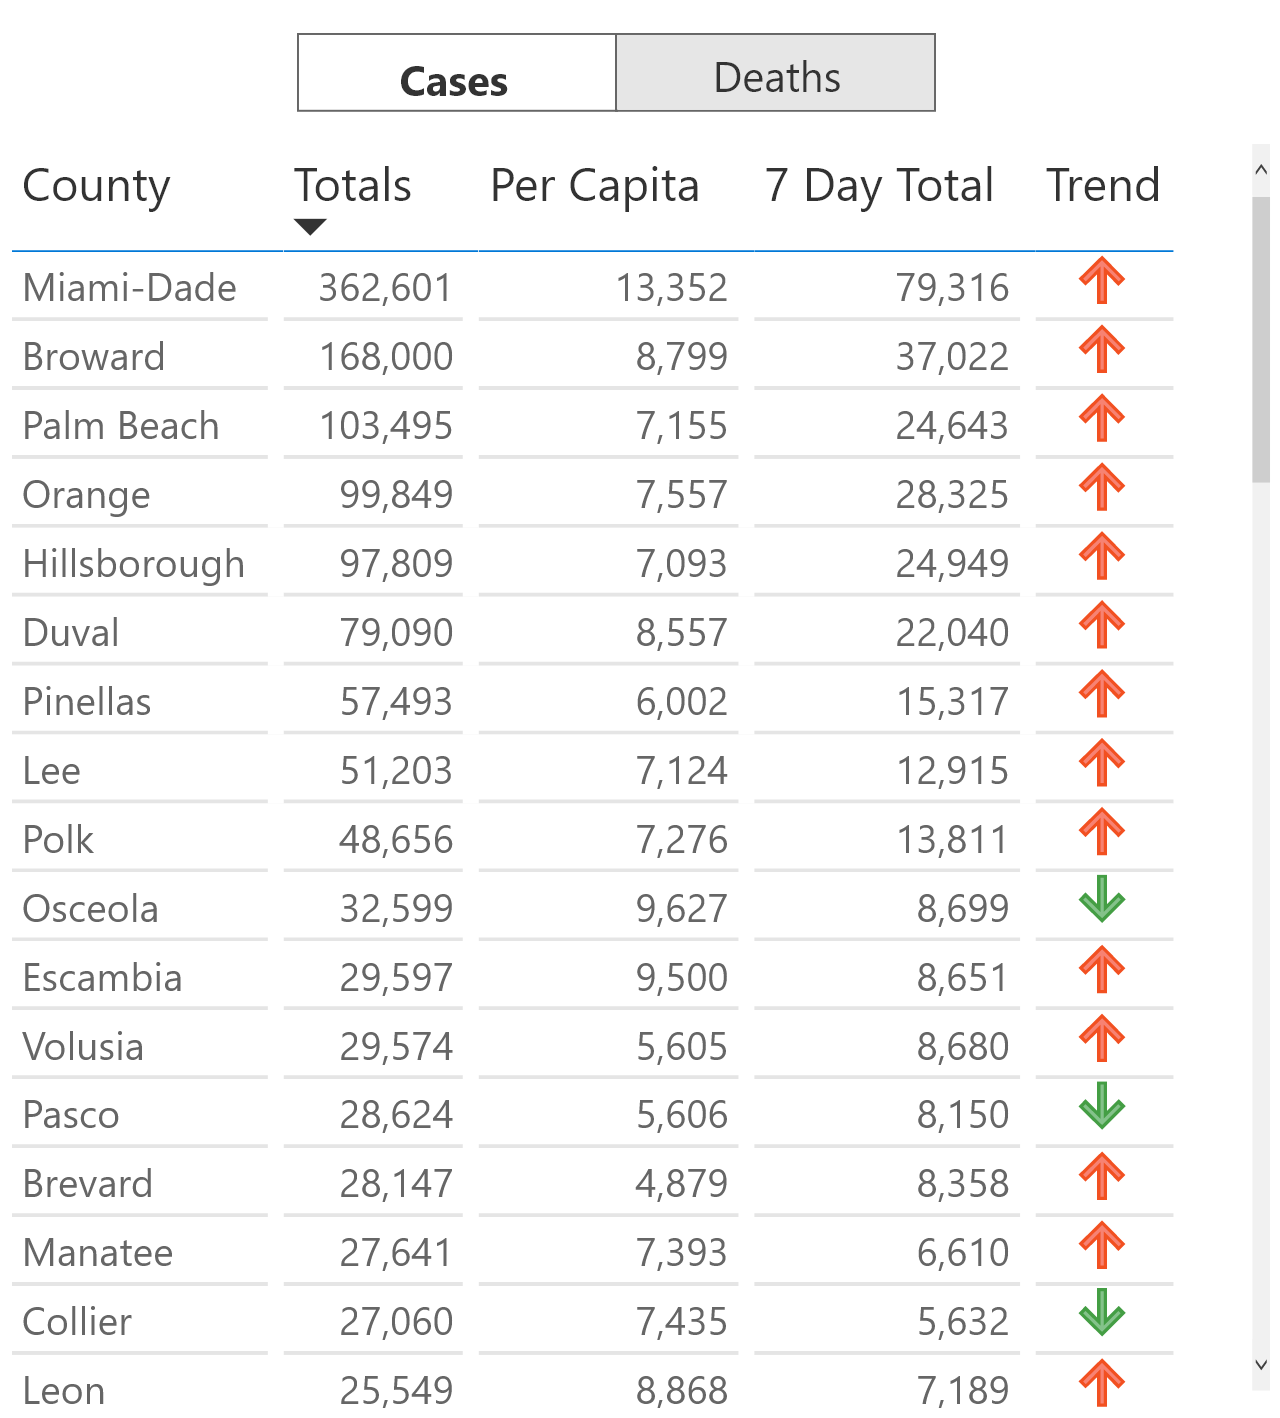 Cases Deaths
County Totals Per Capita 7 Day Total Trend
Miami-Dade 362,601 13,352 79,316
Broward 168,000 8,799 37,022
Palm Beach 103,495 7,155 24,643
Orange 99,849 7,557 28,325
Hillsborough 97,809 7,093 24,949
Duval 79,090 8,557 22,040
Pinellas 57,493 6,002 15,317
Lee 51,203 7,124 12,915
Polk 48,656 7,276 13,811
Osceola 32,599 9,627 8,699
Escambia 29,597 9,500 8,651
Volusia 29,574 5,605 8,680
Pasco 28,624 5,606 8,150
Brevard 28,147 4,879 8,358
Manatee 27,641 7,393 6,610
Collier 27,060 7,435 5,632
Leon 25,549 8,868 7,189